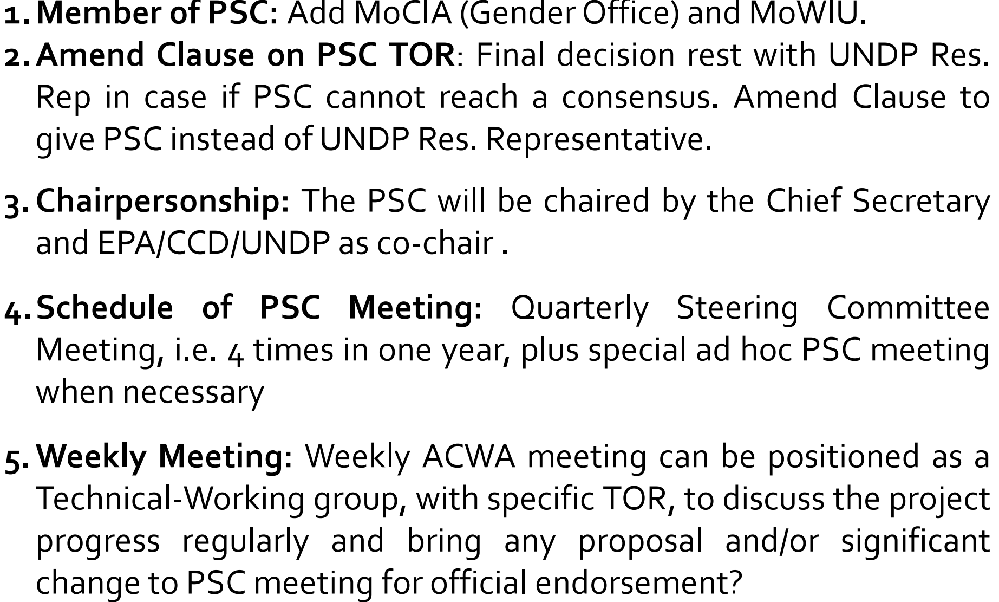 1. Member of PSC: Add MoCIA (Gender Office) and MoWIU.
2. Amend Clause on PSC TOR: Final decision rest with UNDP Res.
Rep in case if PSC cannot reach a consensus. Amend Clause to
give PSC instead of UNDP Res. Representative.
3. Chairpersonship: The PSC will be chaired by the Chief Secretary
and EPA/CCD/UNDP as co-chair .
4. Schedule of PSC Meeting: Quarterly Steering Committee
Meeting, i.e. 4 times in one year, plus special ad hoc PSC meeting
when necessary
5. Weekly Meeting: Weekly ACWA meeting can be positioned as a
Technical-Working group, with specific TOR, to discuss the project
progress regularly and bring any proposal and/or significant
change to PSC meeting for official endorsement?